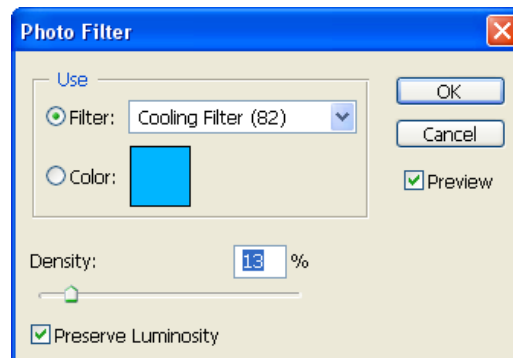 Photo Filter
Use
Filter: Cooling Filter (82)
Color:
OK
Cancel
Preview
Density: 13 %
Preserve Luminosity